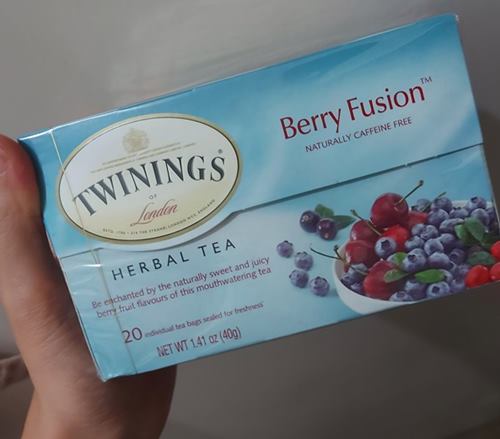 Berry Fusion™
NATURALLY CAFFEINE FREE
TWININGS®
OF
London
HERBAL TEA
Be enchanted by the naturally sweet and juicy
berry fruit flavours of this mouthwatering tea
20 individual tea bags sealed for freshness
NET WT 1.41 oz (40g)